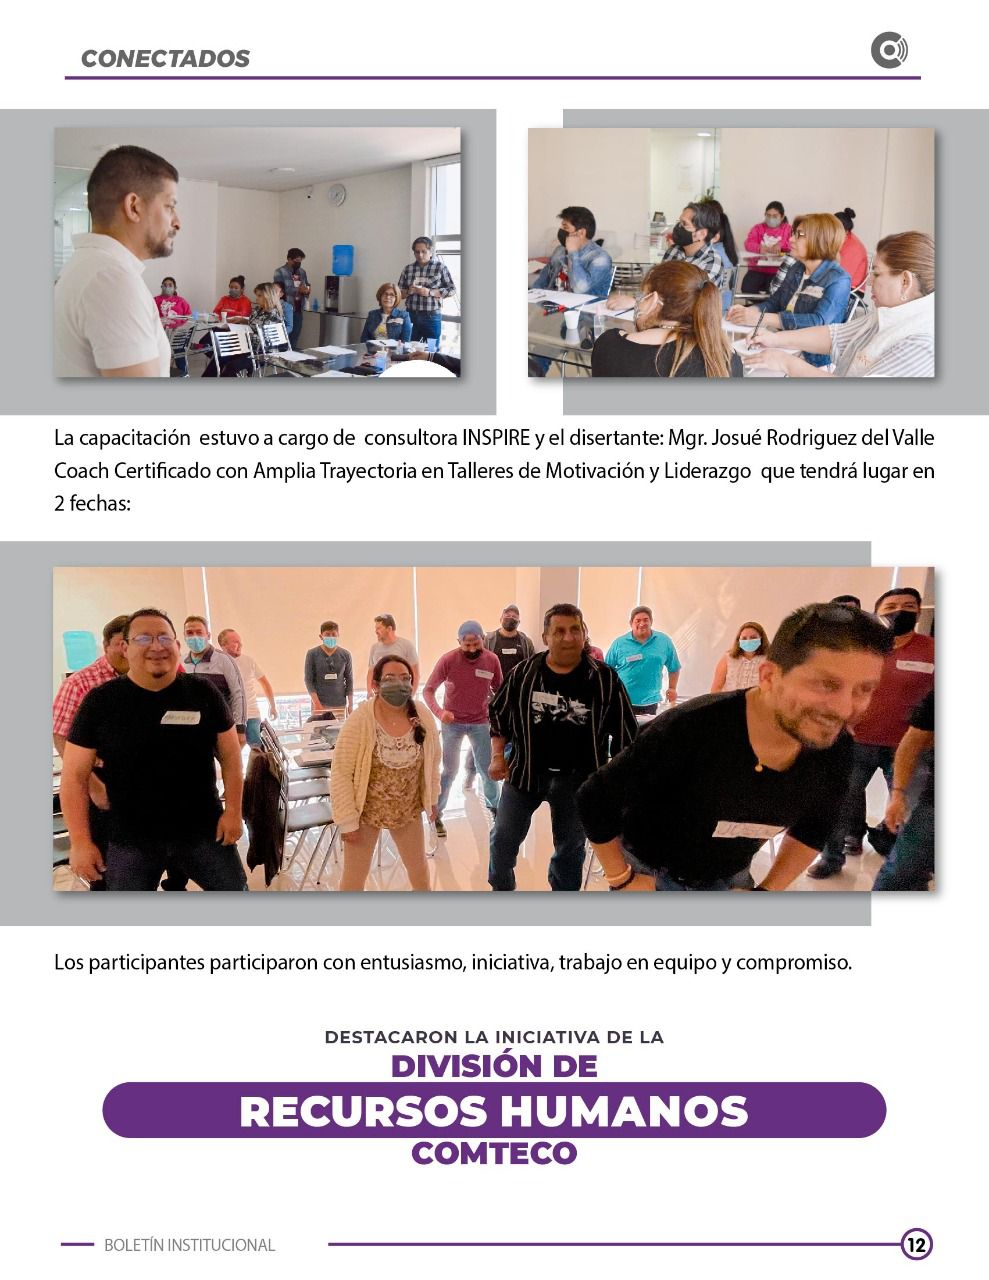 CONECTADOS
La capacitación estuvo a cargo de consultora INSPIRE y el disertante: Mgr. Josué Rodriguez del Valle
Coach Certificado con Amplia Trayectoria en Talleres de Motivación y Liderazgo que tendrá lugar en
2 fechas:
Los participantes participaron con entusiasmo, iniciativa, trabajo en equipo y compromiso.
DESTACARON LA INICIATIVA DE LA
DIVISIÓN DE
RECURSOS HUMANOS
COMTECO
BOLETÍN INSTITUCIONAL
12